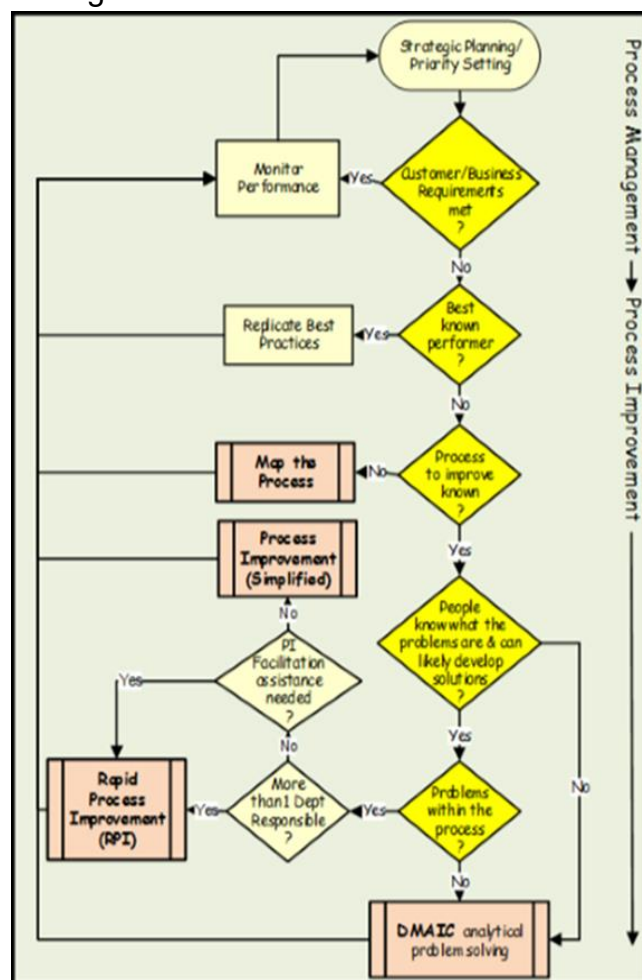 Strategic Planning/
Priority Setting
Process Management
Process Improvement
Monitor
Performance
Yes
Customer/Business
Requirements
met
?
No
Replicate Best
Practices
Yes
Best
known
performer
?
No
Map the
Process
No
Process
to improve
known
?
Yes
Process
Improvement
(Simplified)
No
People
know what the
problems are & can
likely develop
solutions
?
PI
Facilitation
assistance
needed
?
Yes
No
Yes
No
Rapid
Process
Improvement
(RPI)
Yes
More
than 1 Dept
Responsible
?
Yes
Problems
within the
process
?
No
DMAIC analytical
problem solving